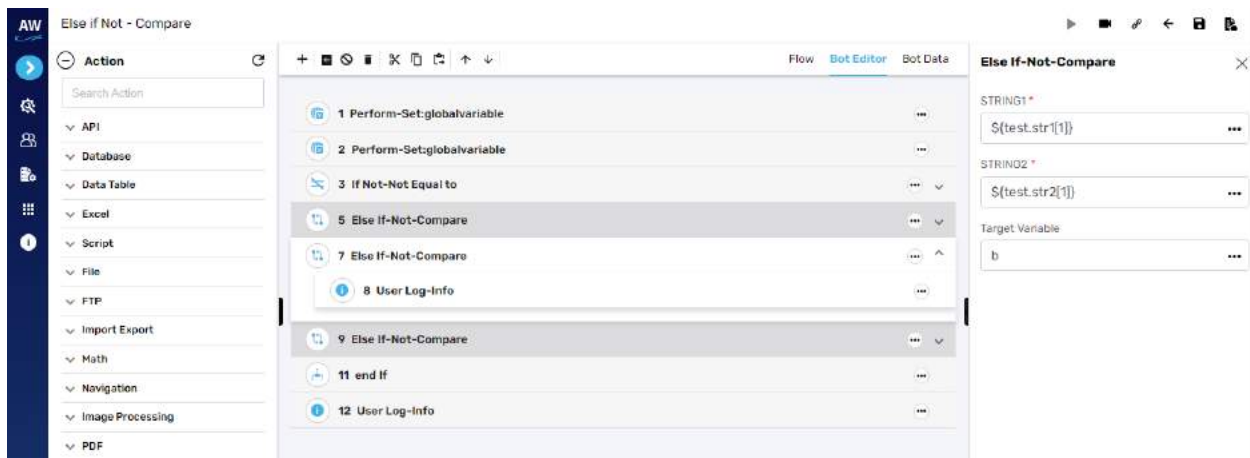 AW
Else if Not - Compare
Action
Search Action
API
Database
Data Table
Excel
Script
File
FTP
Import Export
Math
Navigation
Image Processing
PDF
Flow Bot Editor Bot Data
1 Perform-Set:globalvariable
2 Perform-Set:globalvariable
3 If Not-Not Equal to
5 Else If-Not-Compare
7 Else If-Not-Compare
8 User Log-Info
9 Else If-Not-Compare
11 end If
12 User Log-Info
Else If-Not-Compare
STRING1 *
${test.str1[1]}
STRING2 *
${test.str2[1]}
Target Variable
b